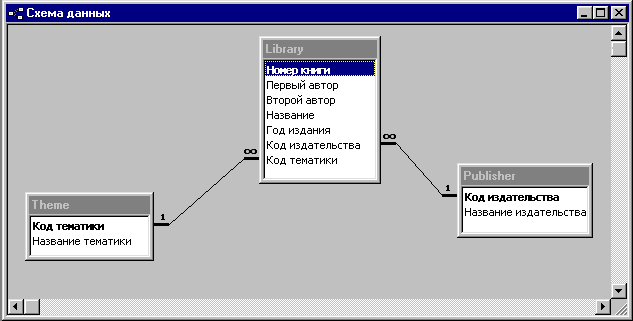 Схема данных
Library
Номер книги
Первый автор
Второй автор
Название
Год издания
Код издательства
Код тематики
∞
∞
1
1
Theme
Код тематики
Название тематики
Publisher
Код издательства
Название издательства